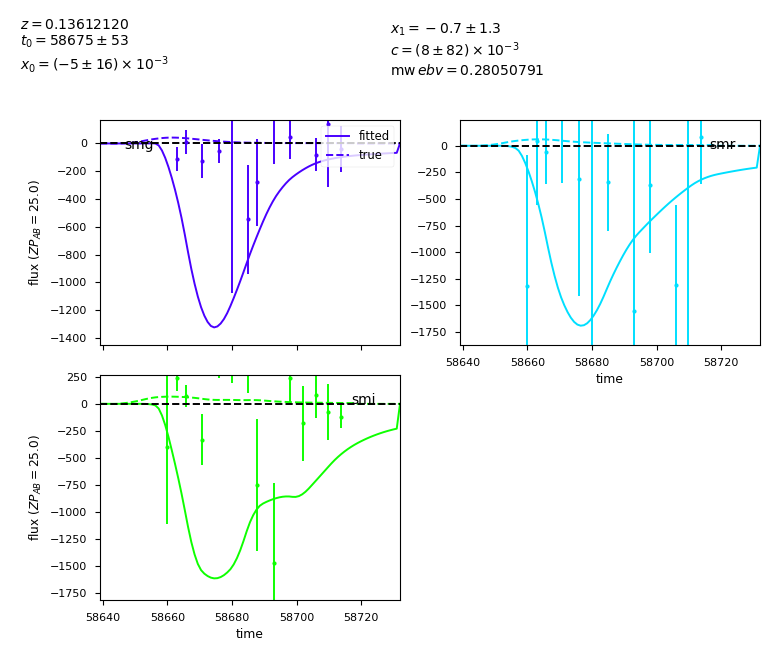 z = 0.13612120
t₀ = 58675 ± 53
x₀ = (−5 ± 16) × 10⁻³
x₁ = −0.7 ± 1.3
c = (8 ± 82) × 10⁻³
mw ebv = 0.28050791
smg
fitted
true
flux (ZP_AB = 25.0)
0
−200
−400
−600
−800
−1000
−1200
−1400
smr
0
−250
−500
−750
−1000
−1250
−1500
−1750
58640 58660 58680 58700 58720
time
smi
flux (ZP_AB = 25.0)
250
0
−250
−500
−750
−1000
−1250
−1500
−1750
58640 58660 58680 58700 58720
time